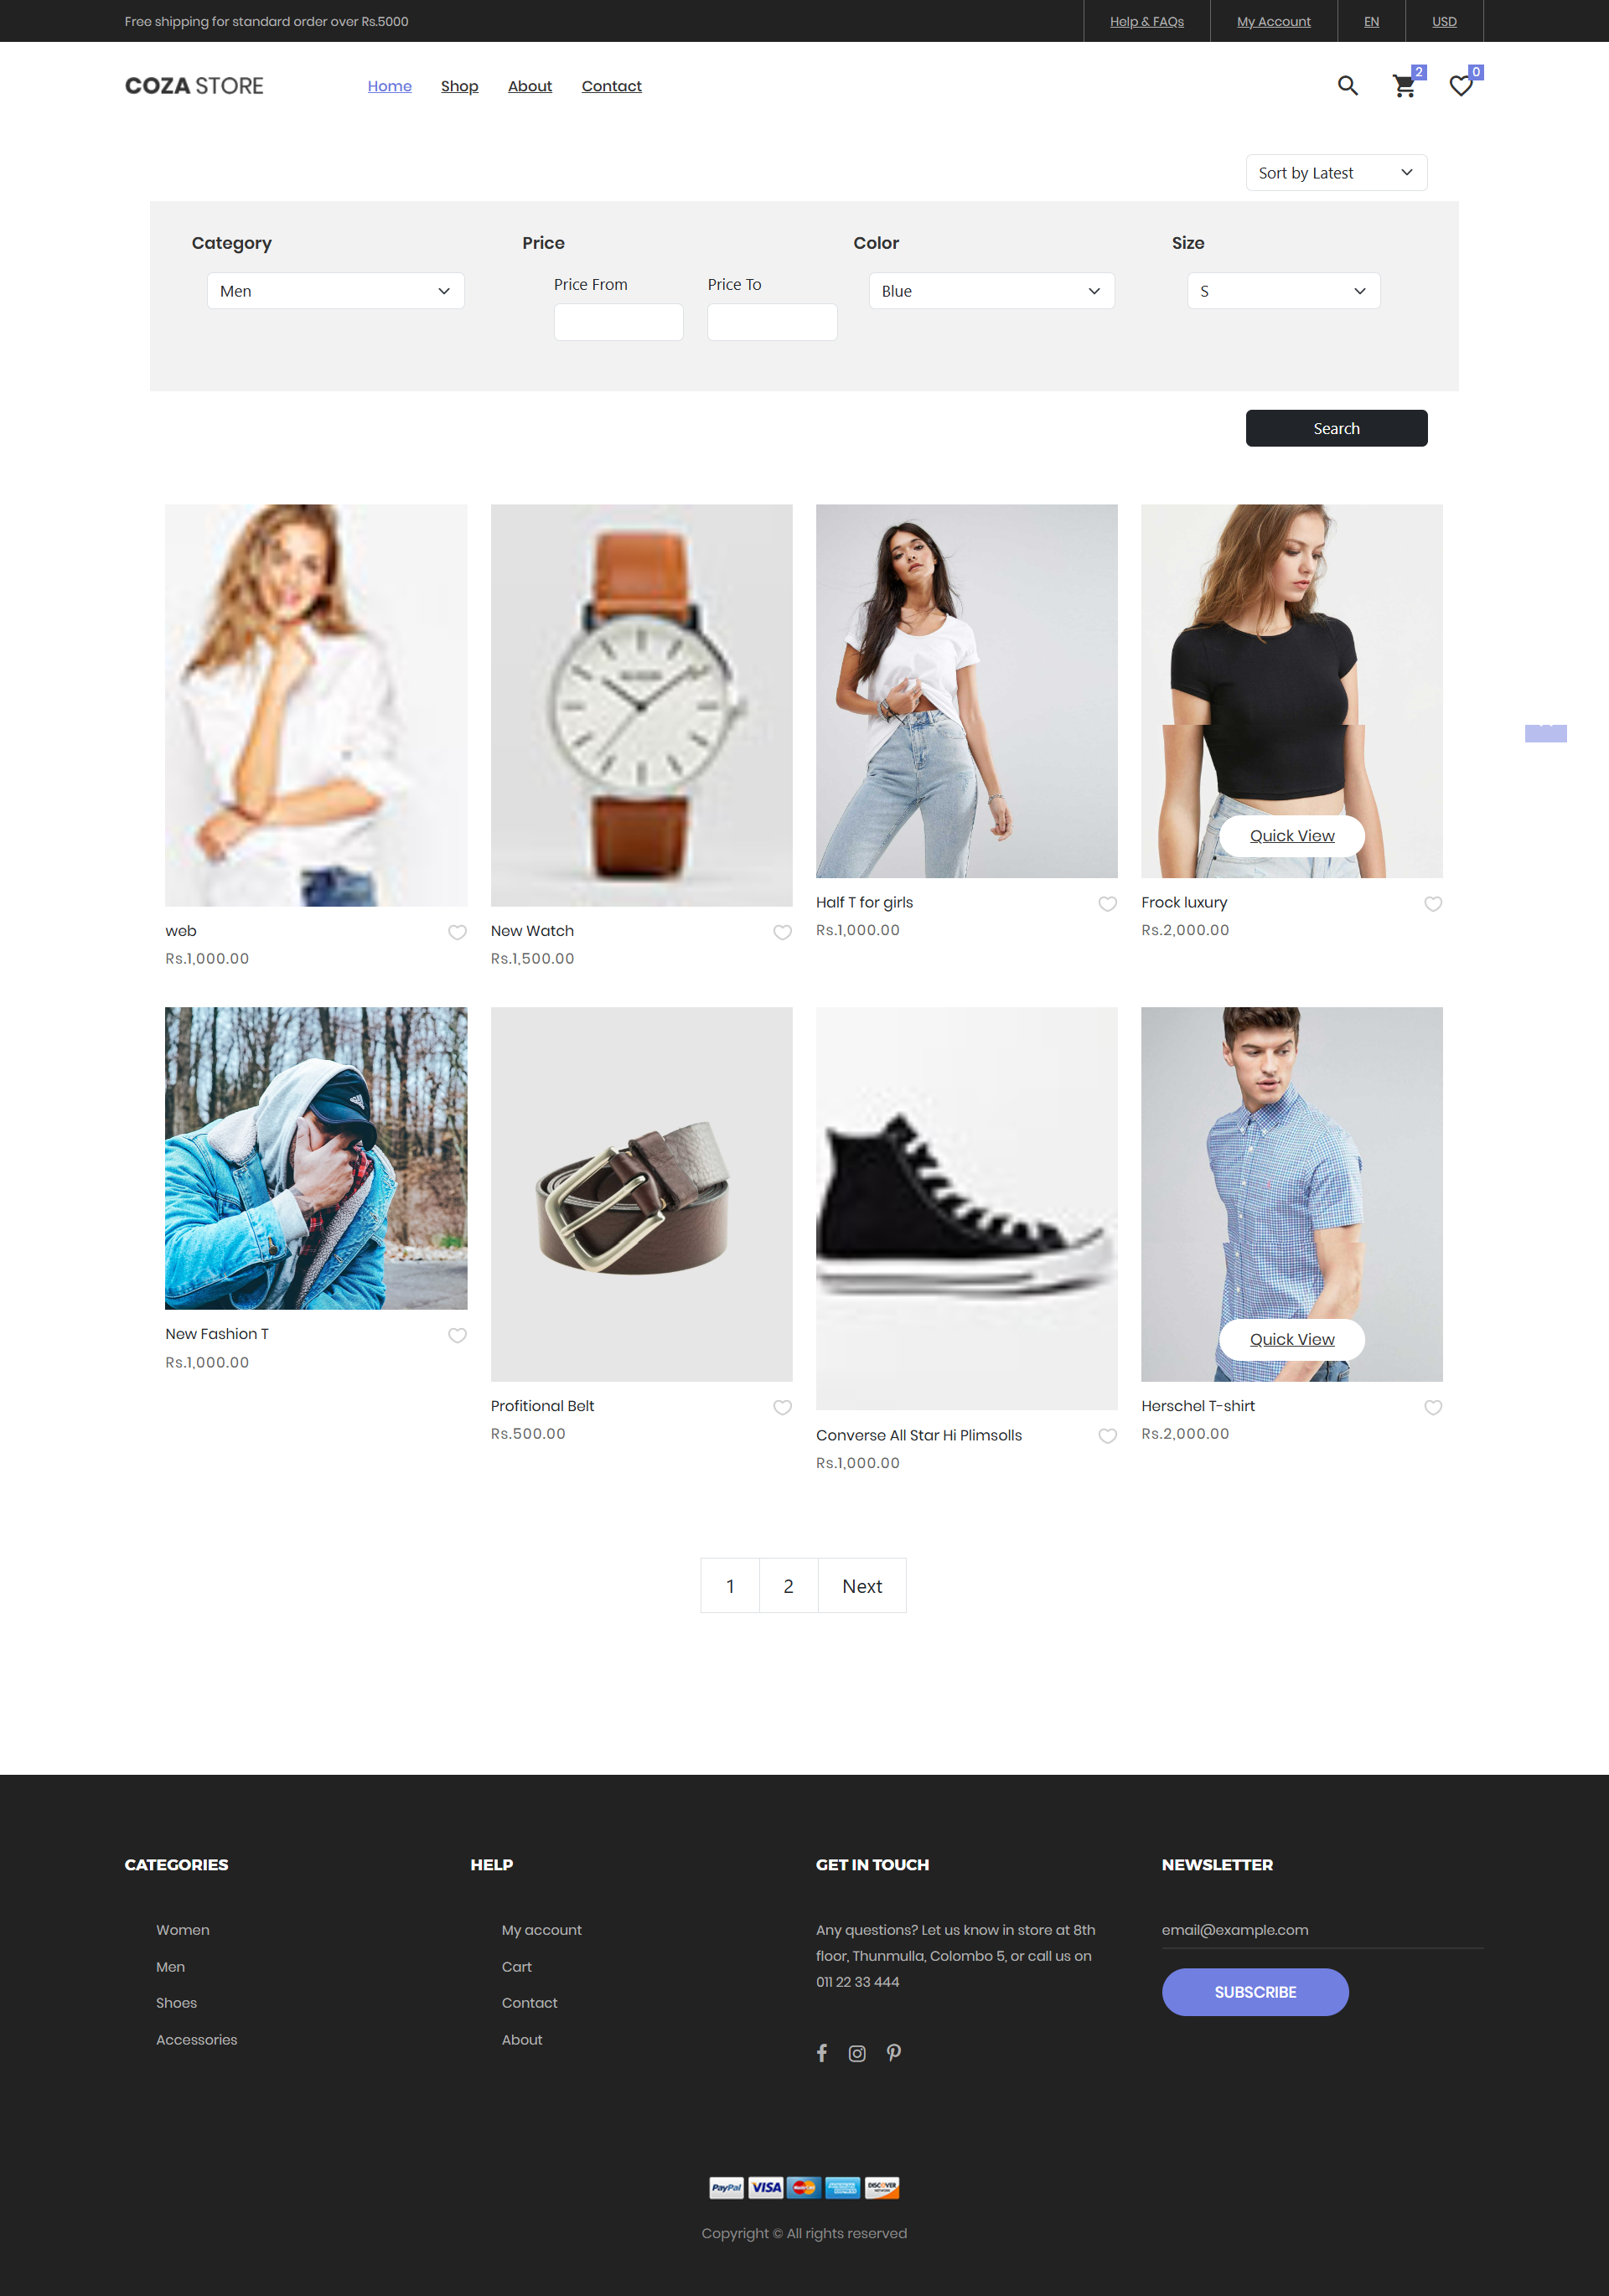 Free shipping for standard order over Rs.5000
Help & FAQs
My Account
EN
USD
COZA STORE
Home
Shop
About
Contact
2
0
Sort by Latest
Category
Price
Color
Size
Men
Price From
Price To
Blue
S
Search
Quick View
web
Rs.1,000.00
New Watch
Rs.1,500.00
Half T for girls
Rs.1,000.00
Frock luxury
Rs.2,000.00
Quick View
New Fashion T
Rs.1,000.00
Profitional Belt
Rs.500.00
Converse All Star Hi Plimsolls
Rs.1,000.00
Herschel T-shirt
Rs.2,000.00
1
2
Next
CATEGORIES
Women
Men
Shoes
Accessories
HELP
My account
Cart
Contact
About
GET IN TOUCH
Any questions? Let us know in store at 8th
floor, Thunmulla, Colombo 5, or call us on
011 22 33 444
NEWSLETTER
email@example.com
SUBSCRIBE
PayPal
VISA
MasterCard
DISCOVER
Copyright © All rights reserved